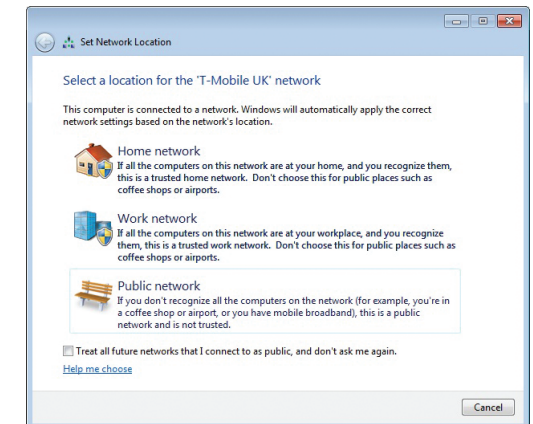 Set Network Location
Select a location for the 'T-Mobile UK' network
This computer is connected to a network. Windows will automatically apply the correct
network settings based on the network's location.
Home network
If all the computers on this network are at your home, and you recognize them,
this is a trusted home network. Don't choose this for public places such as
coffee shops or airports.
Work network
If all the computers on this network are at your workplace, and you recognize
them, this is a trusted work network. Don't choose this for public places such as
coffee shops or airports.
Public network
If you don't recognize all the computers on the network (for example, you're in
a coffee shop or airport, or you have mobile broadband), this is a public
network and is not trusted.
Treat all future networks that I connect to as public, and don't ask me again.
Help me choose
Cancel